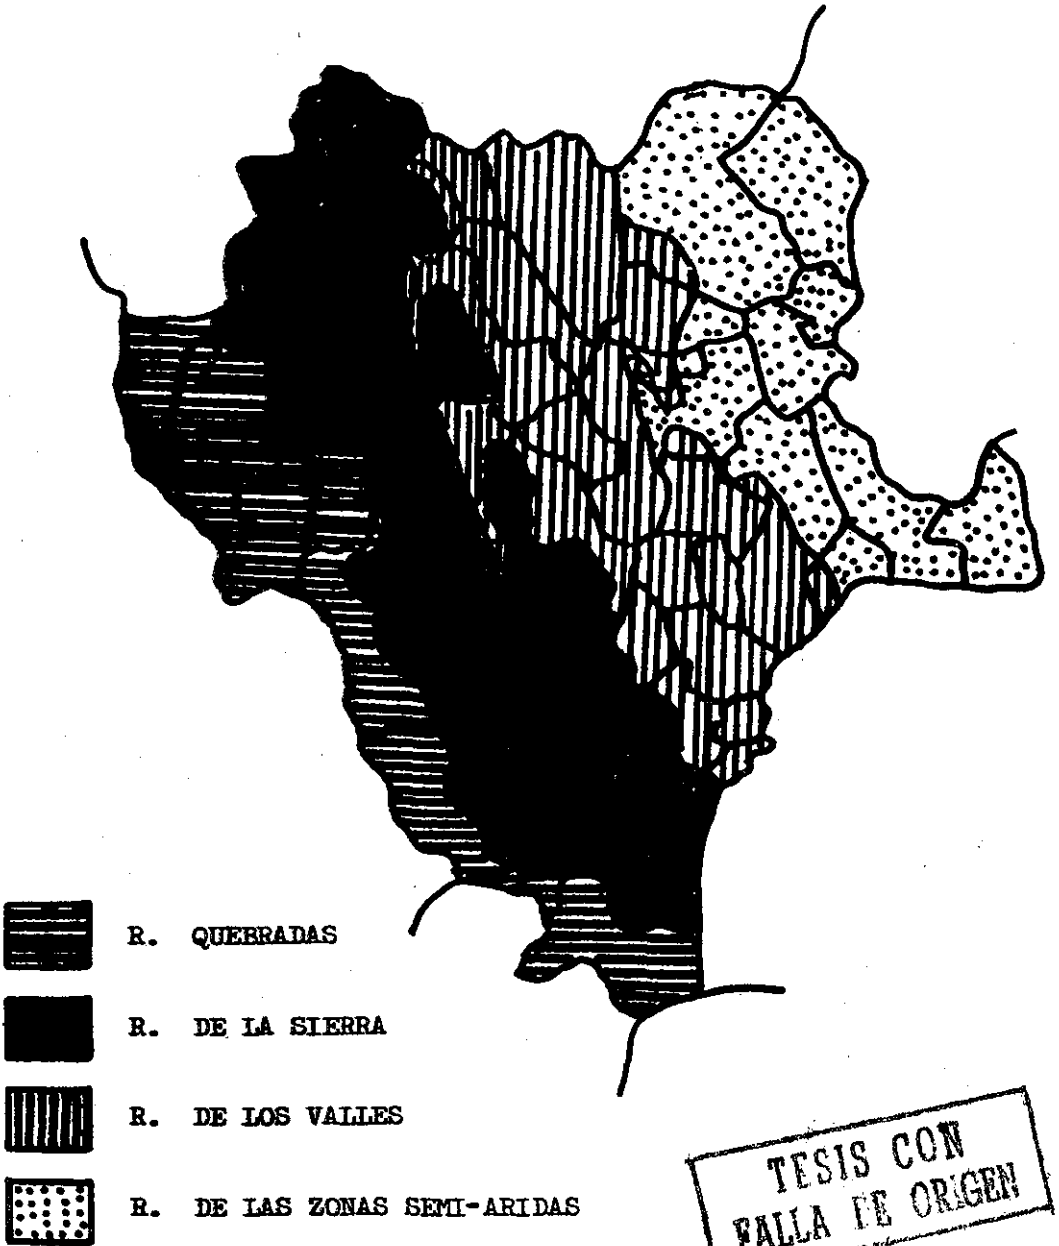 R. QUEBRADAS
R. DE LA SIERRA
R. DE LOS VALLES
R. DE LAS ZONAS SEMI-ARIDAS
TESIS CON
FALLA DE ORIGEN